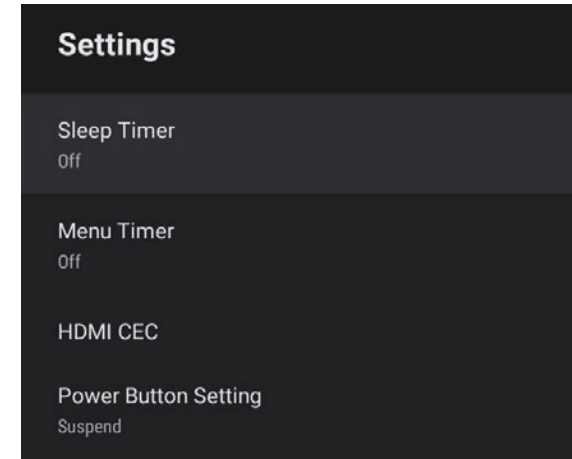 Settings
Sleep Timer
Off
Menu Timer
Off
HDMI CEC
Power Button Setting
Suspend